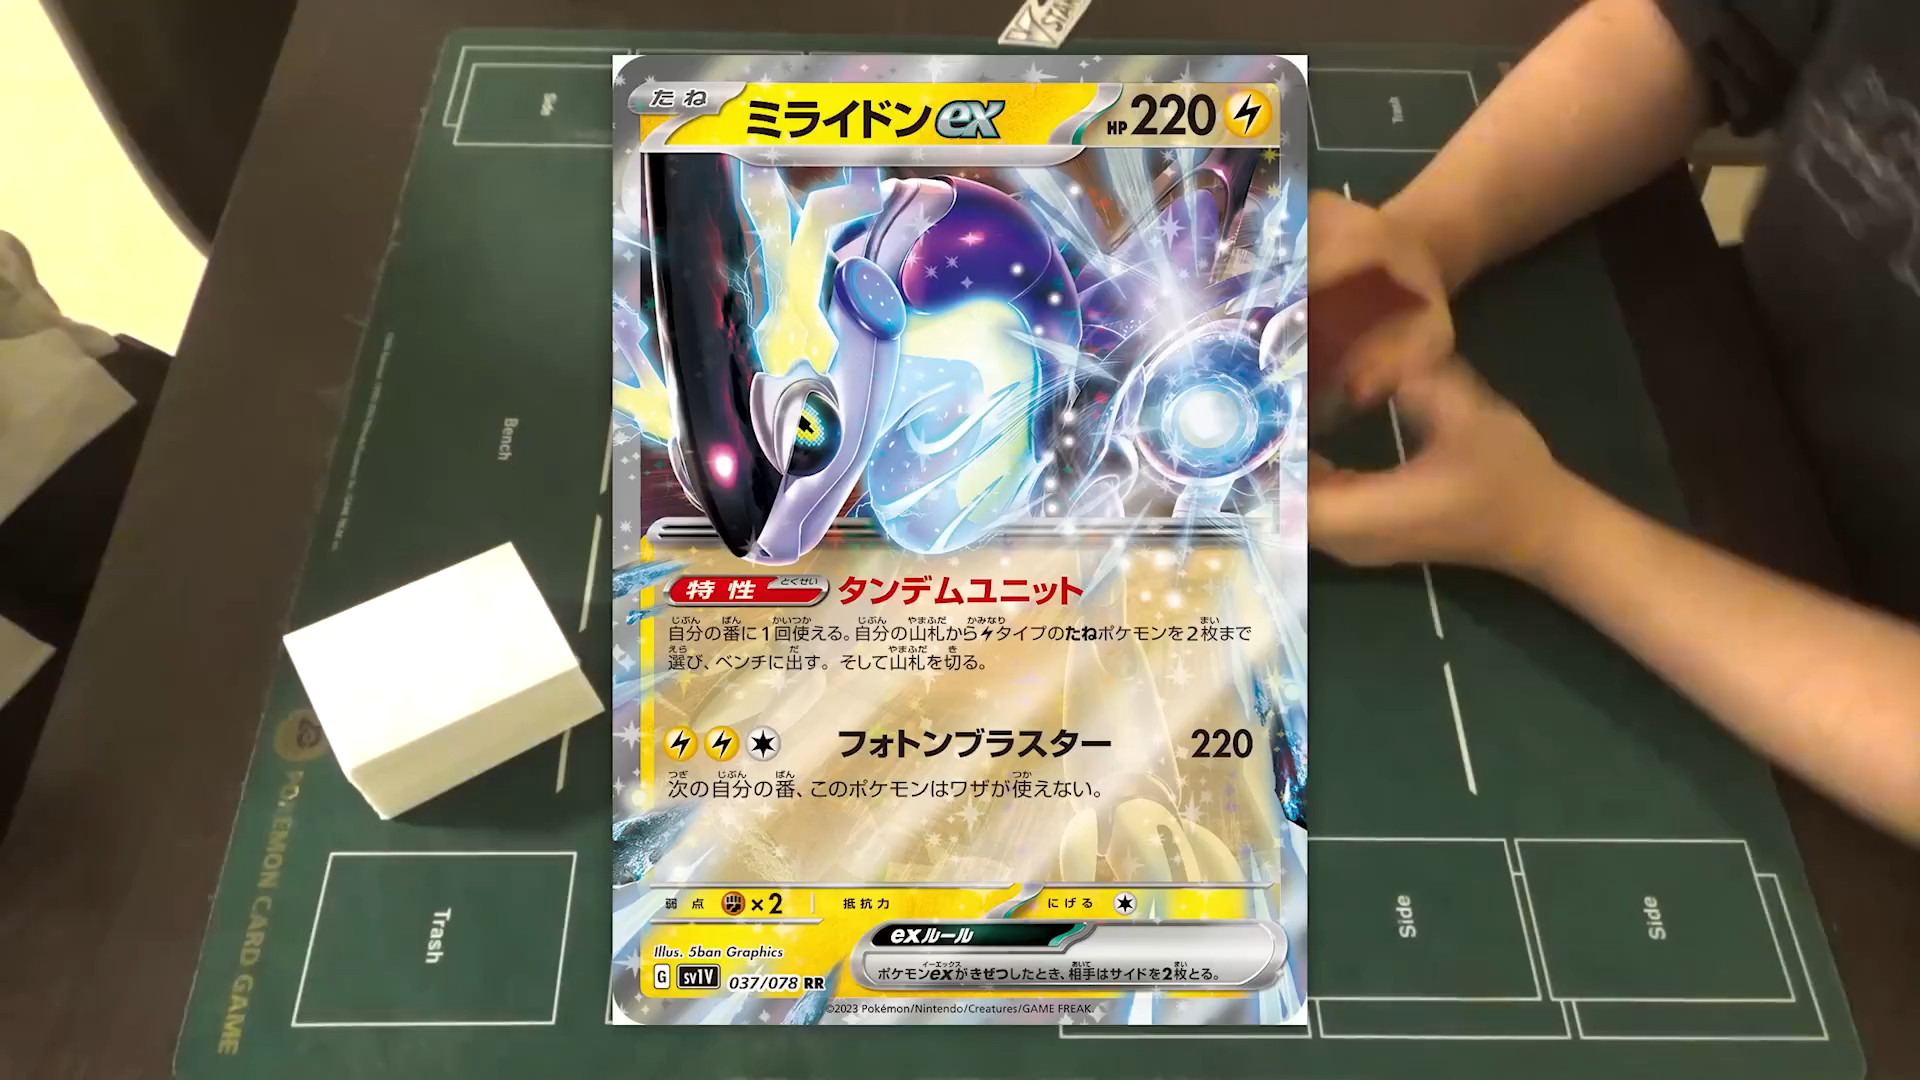 STAR
Side
Trash
たね
ミライドンex
HP 220
特性
とくせい
タンデムユニット
自分の番に1回使える。自分の山札からタイプのたねポケモンを2枚まで
選び、ベンチに出す。そして山札を切る。
フォトンブラスター 220
次の自分の番、このポケモンはワザが使えない。
弱点 ×2 抵抗力 にげる
exルール
ポケモンexがきぜつしたとき、相手はサイドを2枚とる。
Illus. 5ban Graphics
G sv1V 037/078 RR
©2023 Pokémon/Nintendo/Creatures/GAME FREAK.
Bench
POKÉMON CARD GAME
Trash
Side
Side